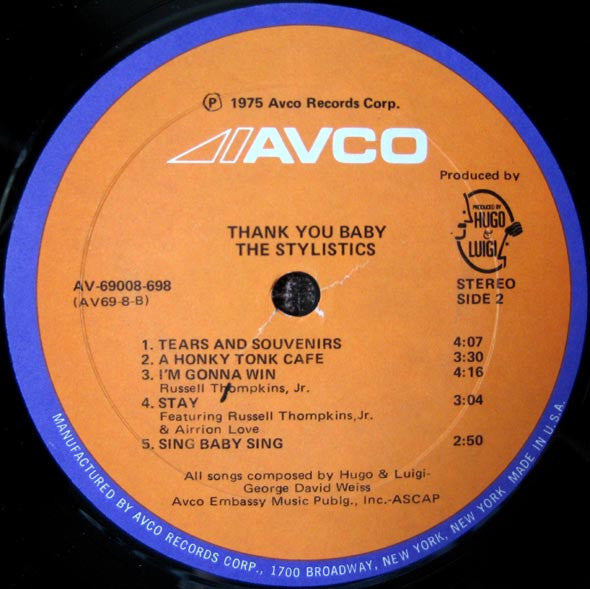 Ⓟ 1975 Avco Records Corp.
AVCO
Produced by
PRODUCED BY
HUGO
&
LUIGI
THANK YOU BABY
THE STYLISTICS
AV-69008-698
(AV69-8-B)
STEREO
SIDE 2
1. TEARS AND SOUVENIRS 4:07
2. A HONKY TONK CAFE 3:30
3. I'M GONNA WIN 4:16
Russell Thompkins, Jr.
4. STAY 3:04
Featuring Russell Thompkins,Jr.
& Airrion Love
5. SING BABY SING 2:50
All songs composed by Hugo & Luigi-
George David Weiss
Avco Embassy Music Publg., Inc.-ASCAP
MANUFACTURED BY AVCO RECORDS CORP., 1700 BROADWAY, NEW YORK, NEW YORK MADE IN U.S.A.